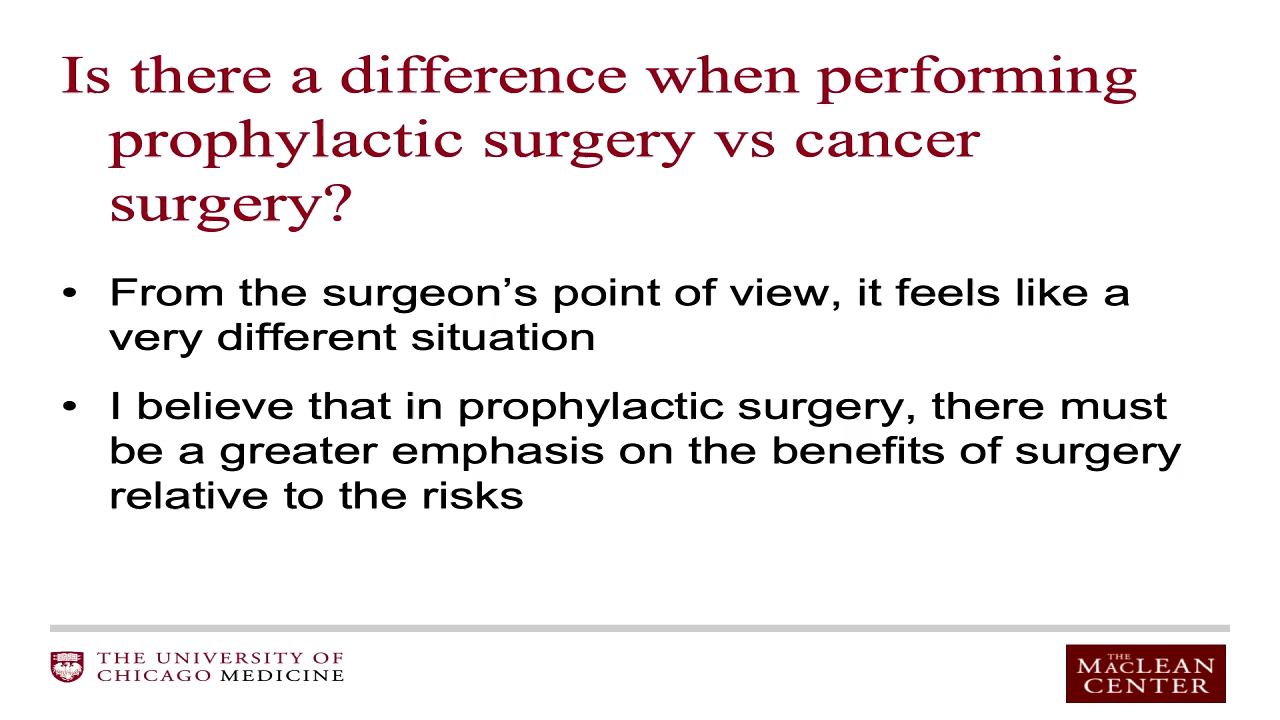 Is there a difference when performing
prophylactic surgery vs cancer
surgery?
• From the surgeon’s point of view, it feels like a
very different situation
• I believe that in prophylactic surgery, there must
be a greater emphasis on the benefits of surgery
relative to the risks
THE UNIVERSITY OF
CHICAGO MEDICINE
THE
MACLEAN
CENTER